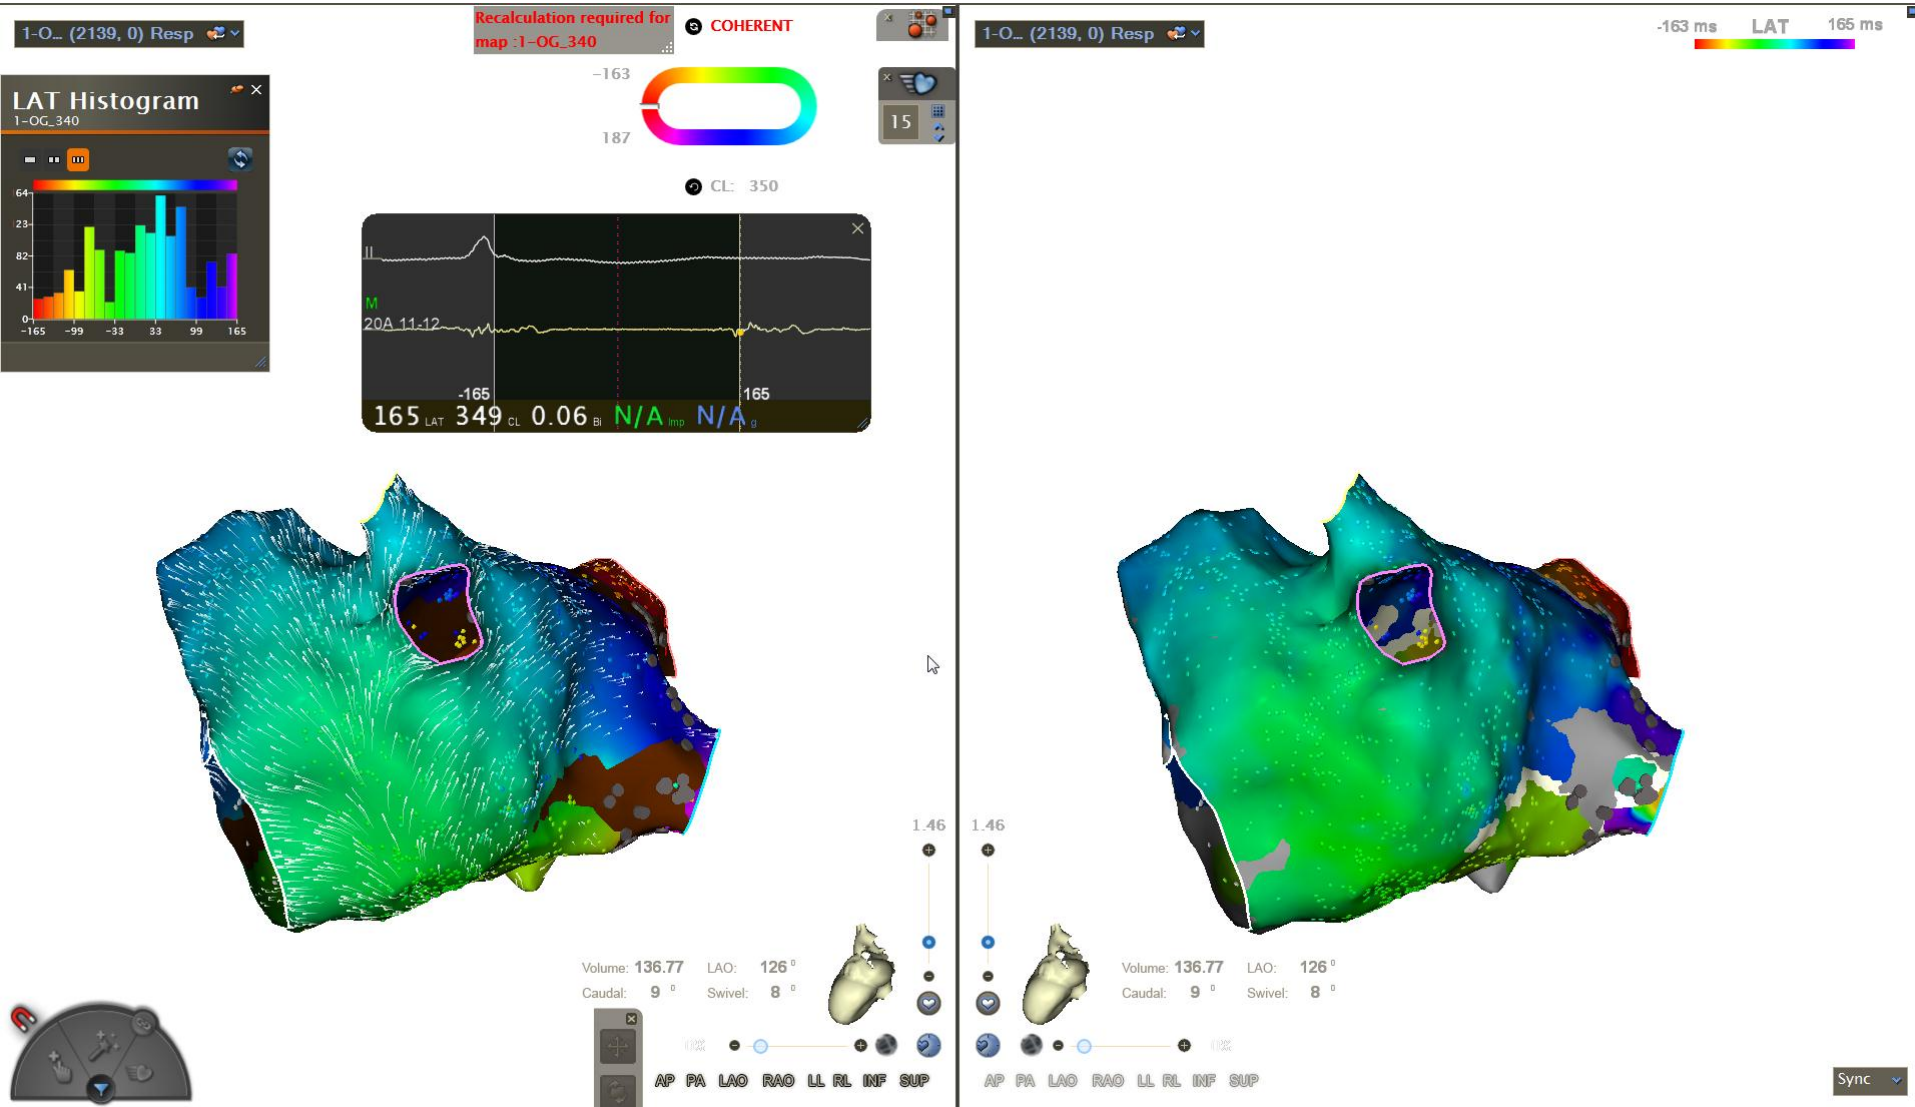 1-O... (2139, 0) Resp
Recalculation required for
map :1-OG_340
COHERENT
-163
187
CL: 350
15
LAT Histogram
1-OG_340
64
23
82
41
0
-165 -99 -33 33 99 165
II
M
20A 11-12
-165 165
165 LAT 349 CL 0.06 Bi N/A Imp N/A g
1.46
Volume: 136.77 LAO: 126 °
Caudal: 9 ° Swivel: 8 °
AP PA LAO RAO LL RL INF SUP
1-O... (2139, 0) Resp
-163 ms LAT 165 ms
1.46
Volume: 136.77 LAO: 126 °
Caudal: 9 ° Swivel: 8 °
AP PA LAO RAO LL RL INF SUP
Sync